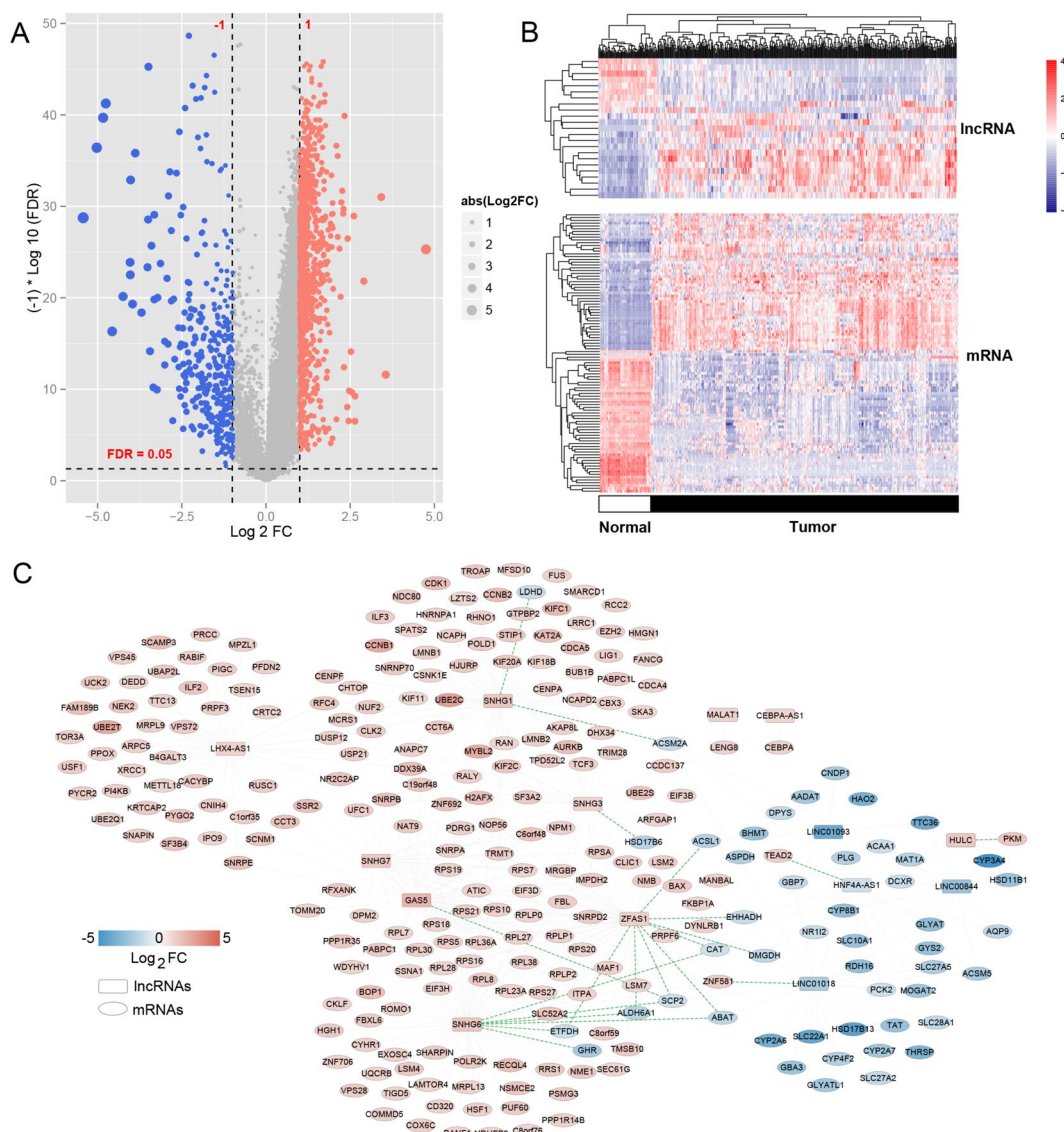 A
-1
1
50
40
30
20
10
0
(-1) * Log 10 (FDR)
FDR = 0.05
−5.0
−2.5
0.0
2.5
5.0
Log 2 FC
abs(Log2FC)
1
2
3
4
5
B
4
2
0
-2
-4
lncRNA
mRNA
Normal
Tumor
C
TROAP MFSD10 FUS
CDK1 LZTS2 CCNB2 LDHD SMARCD1
NDC80 GTPBP2 KIFC1 RCC2
ILF3 HNRNPA1 RHNO1 LRRC1
SPATS2 NCAPH STIP1 KAT2A EZH2 HMGN1
SCAMP3 PRCC MPZL1 CCNB1 LMNB1 POLD1 CDCA5 LIG1 FANCG
VPS45 RABIF PFDN2 SNRNP70 HJURP KIF20A KIF18B
UCK2 DEDD UBAP2L PIGC CENPF CSNK1E BUB1B PABPC1L
ILF2 TSEN15 CHTOP CENPA CDCA4
FAM189B NEK2 TTC13 RFC4 NUF2 KIF11 UBE2C SNHG1 NCAPD2 CBX3
UBE2T MRPL9 VPS72 PRPF3 CRTC2 MCRS1 SKA3 MALAT1 CEBPA-AS1
TOR3A LHX4-AS1 DUSP12 CLK2 CCT6A AKAP8L DHX34
PPOX ARPC5 B4GALT3 USP21 ANAPC7 MYBL2 RAN LMNB2 AURKB ACSM2A LENG8 CEBPA
USF1 XRCC1 TPD52L2 TRIM28
METTL18 CACYBP NR2C2AP DDX39A KIF2C TCF3 CCDC137 CNDP1
PYCR2 PI4KB RUSC1 C19orf48 RALY AADAT
KRTCAP2 CNIH4 SSR2 UFC1 SNRPB ZNF692 H2AFX SF3A2 SNHG3 UBE2S EIF3B HAO2
UBE2Q1 PYGO2 C1orf35 CCT3 DPYS TTC36
SNAPIN IPO9 SCNM1 NAT9 PDRG1 NOP56 C6orf48 NPM1 ARFGAP1 ACSL1 BHMT LINC01093 HULC PKM
SF3B4 SNRPE HSD17B6 ACAA1
SNHG7 SNRPA TRMT1 RPSA CLIC1 LSM2 ASPDH TEAD2 PLG MAT1A CYP3A4
RPS19 RPS7 MRGBP IMPDH2 NMB BAX MANBAL GBP7 HNF4A-AS1 DCXR HSD11B1
RFXANK ATIC EIF3D FBL FKBP1A LINC00844
TOMM20 DPM2 GAS5 RPS21 RPS10 RPLP0 SNRPD2 ZFAS1 DYNLRB1 EHHADH CYP8B1
RPL7 RPS18 RPLP1 PRPF6 NR1I2 GLYAT AQP9
PPP1R35 PABPC1 RPL30 RPS5 RPL36A RPL27 RPS20 CAT DMGDH SLC10A1 GYS2
WDYHV1 SSNA1 RPL28 RPS16 RPL38 MAF1 RDH16 SLC27A5 ACSM5
EIF3H RPL8 RPLP2 LSM7 ZNF581 LINC01018 PCK2 MOGAT2
BOP1 RPL23A RPS27 ITPA SCP2
CKLF ROMO1 SLC52A2 ALDH6A1 ABAT TAT SLC28A1
FBXL6 SNHG6 ETFDH C8orf59 CYP2A6 SLC22A1 HSD17B13
HGH1 CYHR1 GHR TMSB10 CYP2A7 THRSP
EXOSC4 SHARPIN POLR2K RECQL4 RRS1 SEC61G GBA3 CYP4F2
ZNF706 UQCRB LSM4 NME1 SLC27A2
VPS28 TIGD5 LAMTOR4 MRPL13 NSMCE2 PSMG3 GLYATL1
COMMD5 CD320 HSF1 PUF60 PPP1R14B
COX6C C8orf76
-5
0
5
Log2 FC
lncRNAs
mRNAs